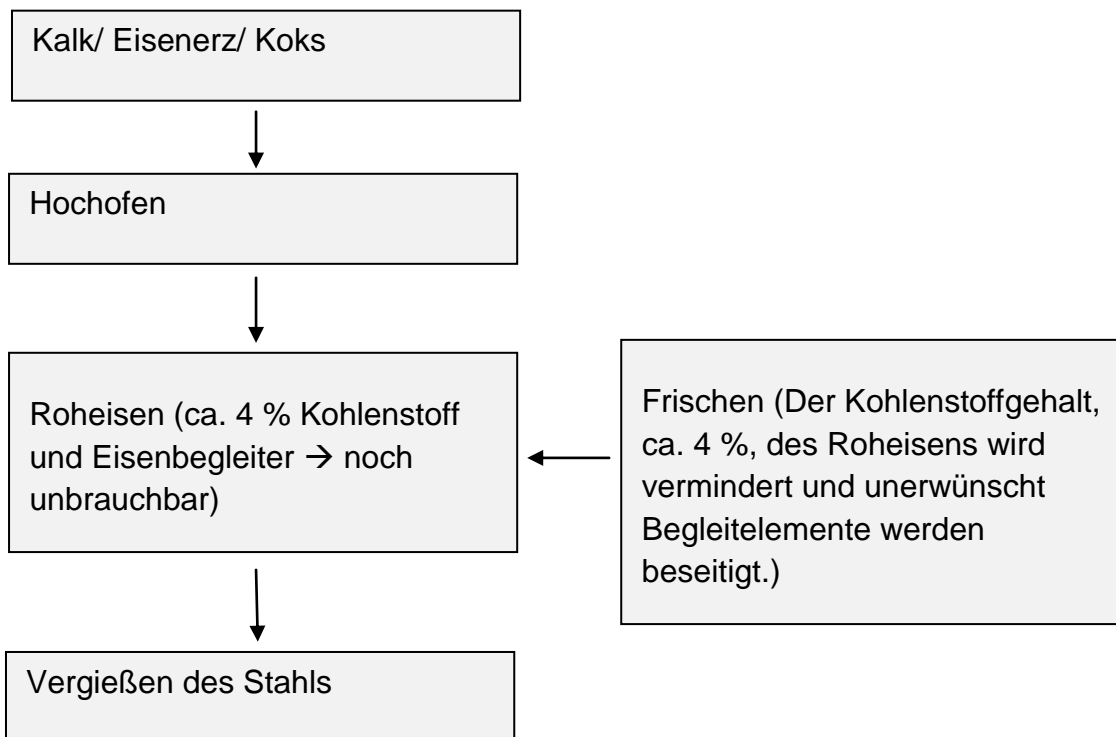 Kalk/ Eisenerz/ Koks
Hochofen
Roheisen (ca. 4 % Kohlenstoff
und Eisenbegleiter → noch
unbrauchbar)
Frischen (Der Kohlenstoffgehalt,
ca. 4 %, des Roheisens wird
vermindert und unerwünscht
Begleitelemente werden
beseitigt.)
Vergießen des Stahls